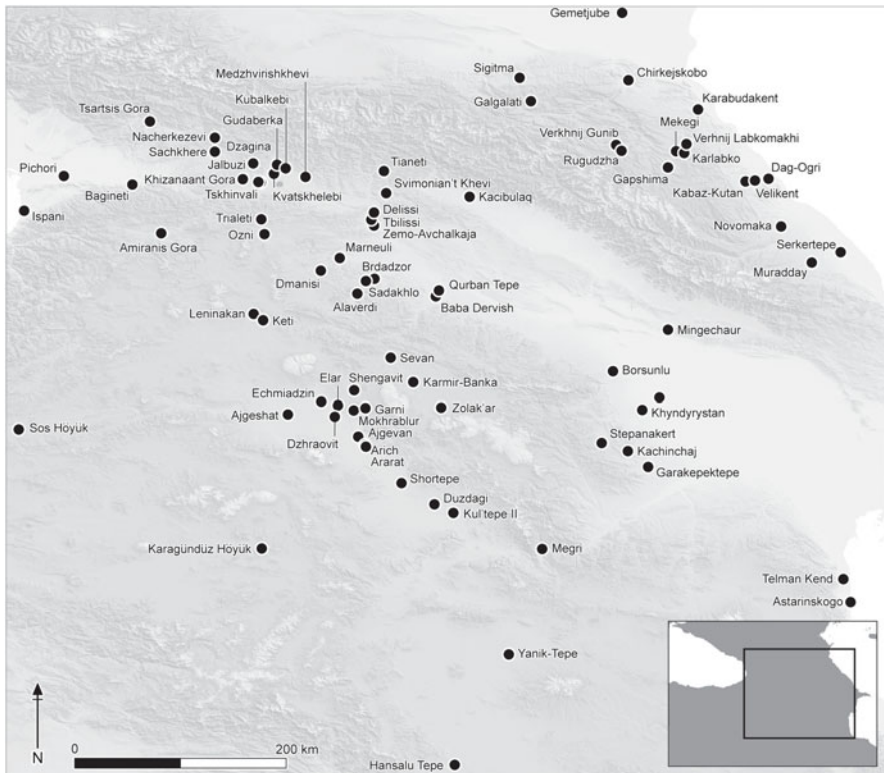 Gemetjube
Medzhvirishkhevi
Sigitma
Chirkejskobo
Kubalkebi
Galgalati
Tsartsis Gora
Gudaberka
Karabudakent
Nacherkezevi
Dzagina
Mekegi
Verkhnij Gunib
Verhnij Labkomakhi
Sachkhere
Jalbuzi
Tianeti
Rugudzha
Karlabko
Pichori
Khizanaant Gora
Svimonian't Khevi
Gapshima
Dag-Ogri
Bagineti
Tskhinvali
Kvatskhelebi
Kacibulaq
Kabaz-Kutan
Velikent
Ispani
Trialeti
Delissi
Tbilissi
Amiranis Gora
Ozni
Zemo-Avchalkaja
Novomaka
Serkertepe
Marneuli
Muradday
Dmanisi
Brdadzor
Qurban Tepe
Alaverdi
Sadakhlo
Baba Dervish
Leninakan
Keti
Mingechaur
Sevan
Borsunlu
Elar
Shengavit
Karmir-Banka
Echmiadzin
Ajgeshat
Garni
Zolak'ar
Khyndyrystan
Mokhrablur
Sos Höyük
Dzhraovit
Ajgevan
Stepanakert
Arich
Kachinchaj
Ararat
Garakepektepe
Shortepe
Duzdagi
Kul'tepe II
Karagündüz Höyük
Megri
Telman Kend
Astarinskogo
Yanik-Tepe
N
0
200 km
Hansalu Tepe